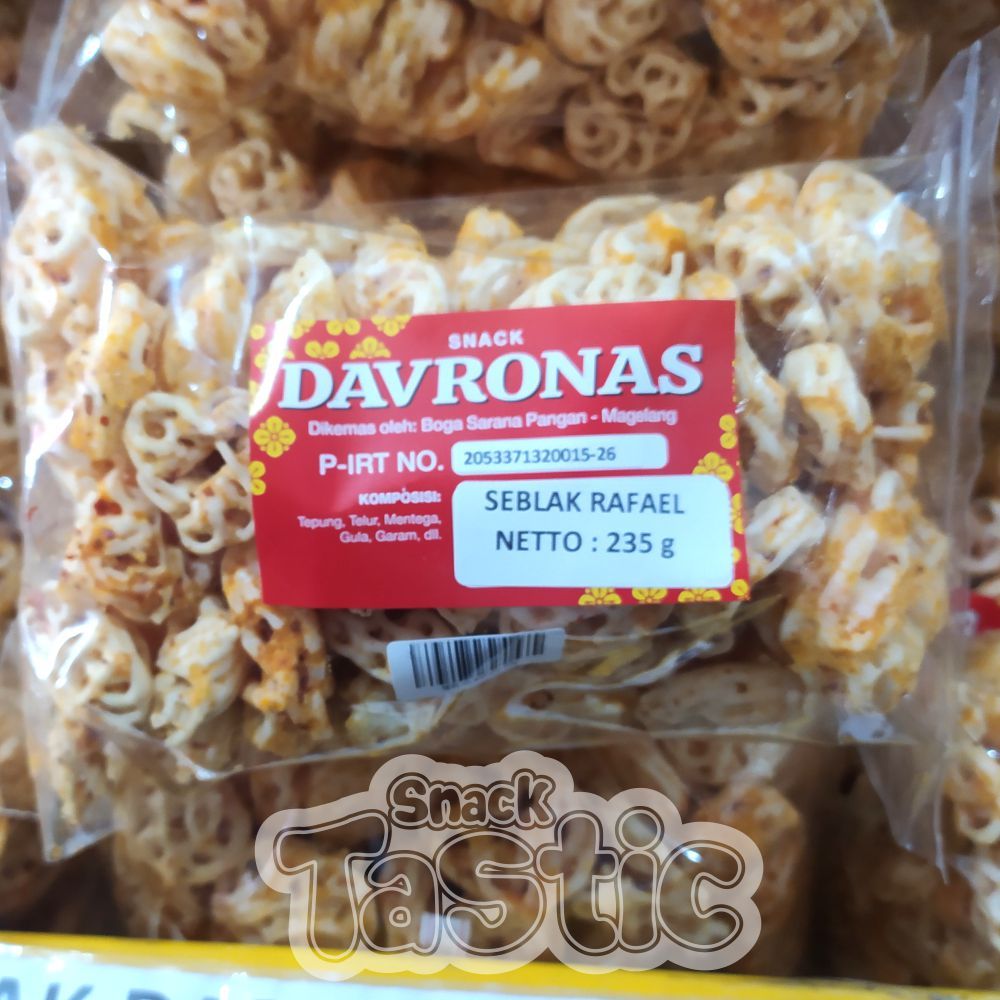 SNACK
DAVRONAS
Dikemas oleh: Boga Sarana Pangan - Magelang
P-IRT NO. 2053371320015-26
KOMPOSISI:
Tepung, Telur, Mentega,
Gula, Garam, dll.
SEBLAK RAFAEL
NETTO : 235 g
Snack
Tastic